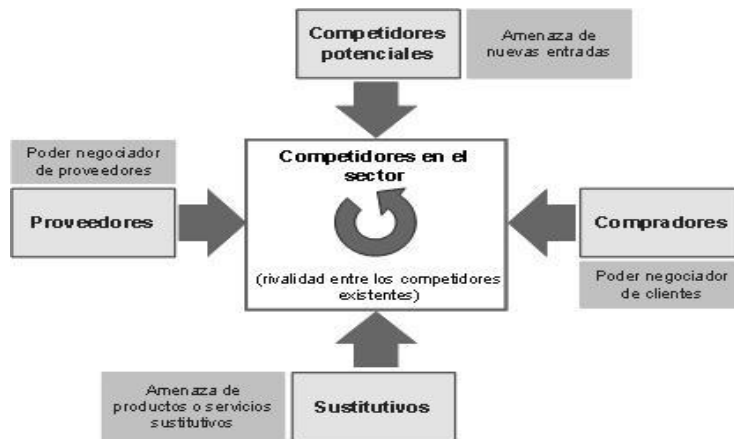 Competidores
potenciales
Amenaza de
nuevas entradas
Poder negociador
de proveedores
Proveedores
Competidores en el
sector
(rivalidad entre los competidores
existentes)
Compradores
Poder negociador
de clientes
Amenaza de
productos o servicios
sustitutivos
Sustitutivos